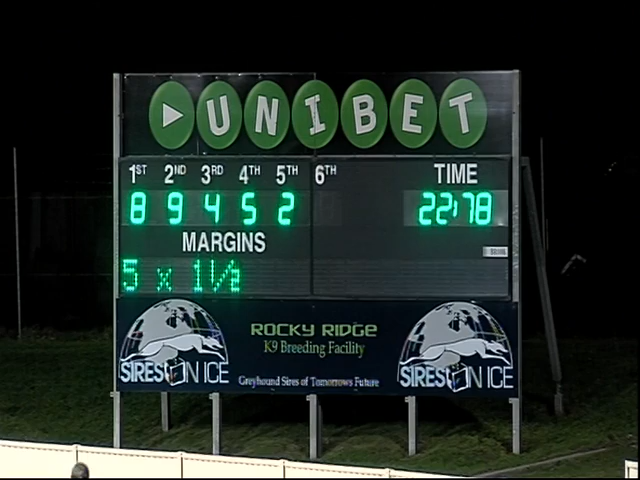 UNIBET
1ST 2ND 3RD 4TH 5TH 6TH TIME
8 9 4 5 2 22:78
MARGINS
5 x 1½
ROCKY RIDGE
K9 Breeding Facility
SIRES ON ICE
Greyhound Sires of Tomorrows Future
SIRES ON ICE